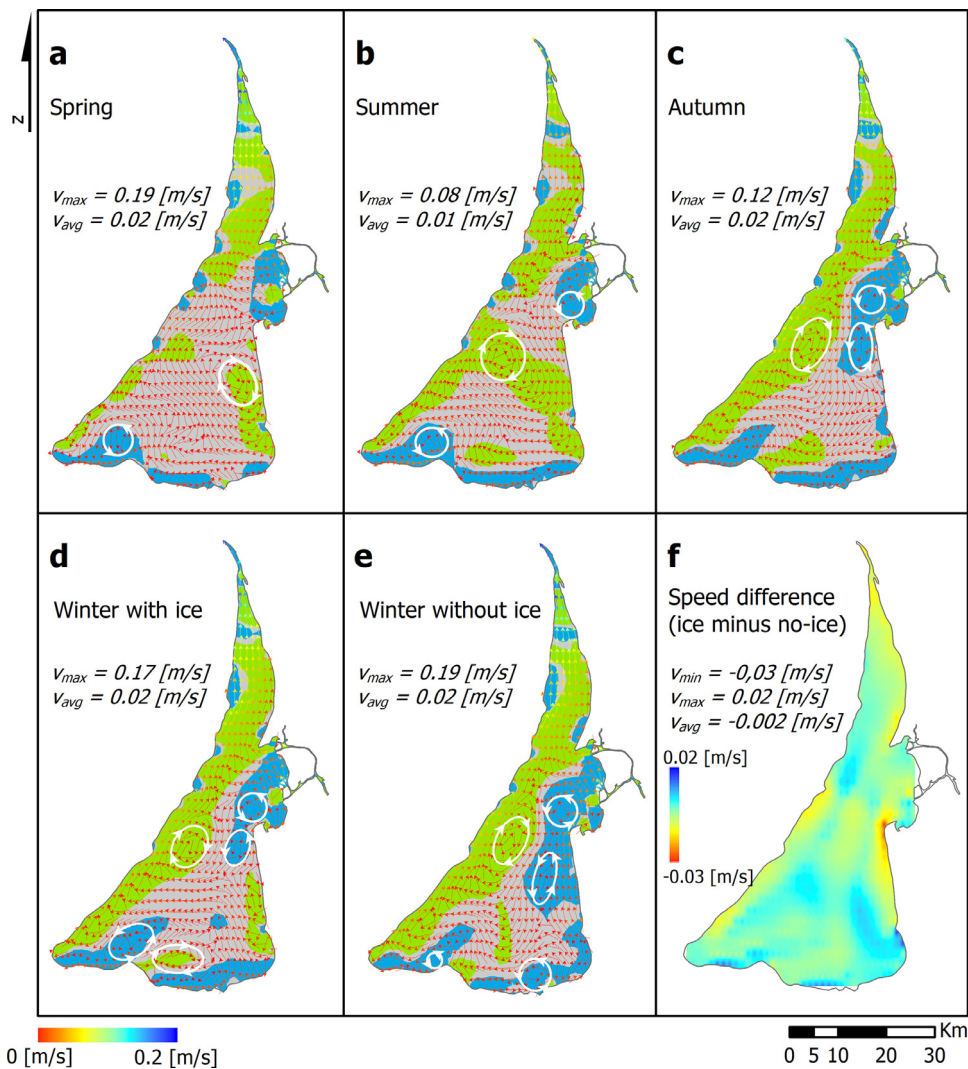 z
a
Spring
vmax = 0.19 [m/s]
vavg = 0.02 [m/s]
b
Summer
vmax = 0.08 [m/s]
vavg = 0.01 [m/s]
c
Autumn
vmax = 0.12 [m/s]
vavg = 0.02 [m/s]
d
Winter with ice
vmax = 0.17 [m/s]
vavg = 0.02 [m/s]
e
Winter without ice
vmax = 0.19 [m/s]
vavg = 0.02 [m/s]
f
Speed difference
(ice minus no-ice)
vmin = -0,03 [m/s]
vmax = 0.02 [m/s]
vavg = -0.002 [m/s]
0.02 [m/s]
-0.03 [m/s]
0 [m/s] 0.2 [m/s]
Km
0 5 10 20 30